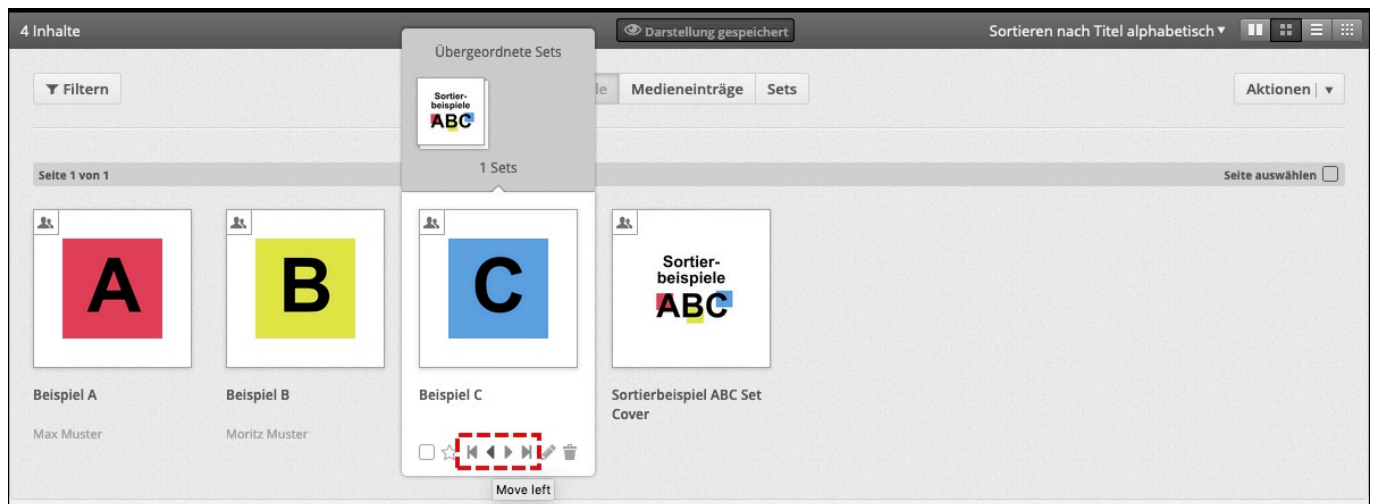 4 Inhalte
Darstellung gespeichert
Sortieren nach Titel alphabetisch
Übergeordnete Sets
Sortier-
beispiele
ABC
1 Sets
Filtern
Medieneinträge
Sets
Aktionen
Seite 1 von 1
Seite auswählen
A
B
C
Sortier-
beispiele
ABC
Beispiel A
Max Muster
Beispiel B
Moritz Muster
Beispiel C
Sortierbeispiel ABC Set
Cover
Move left